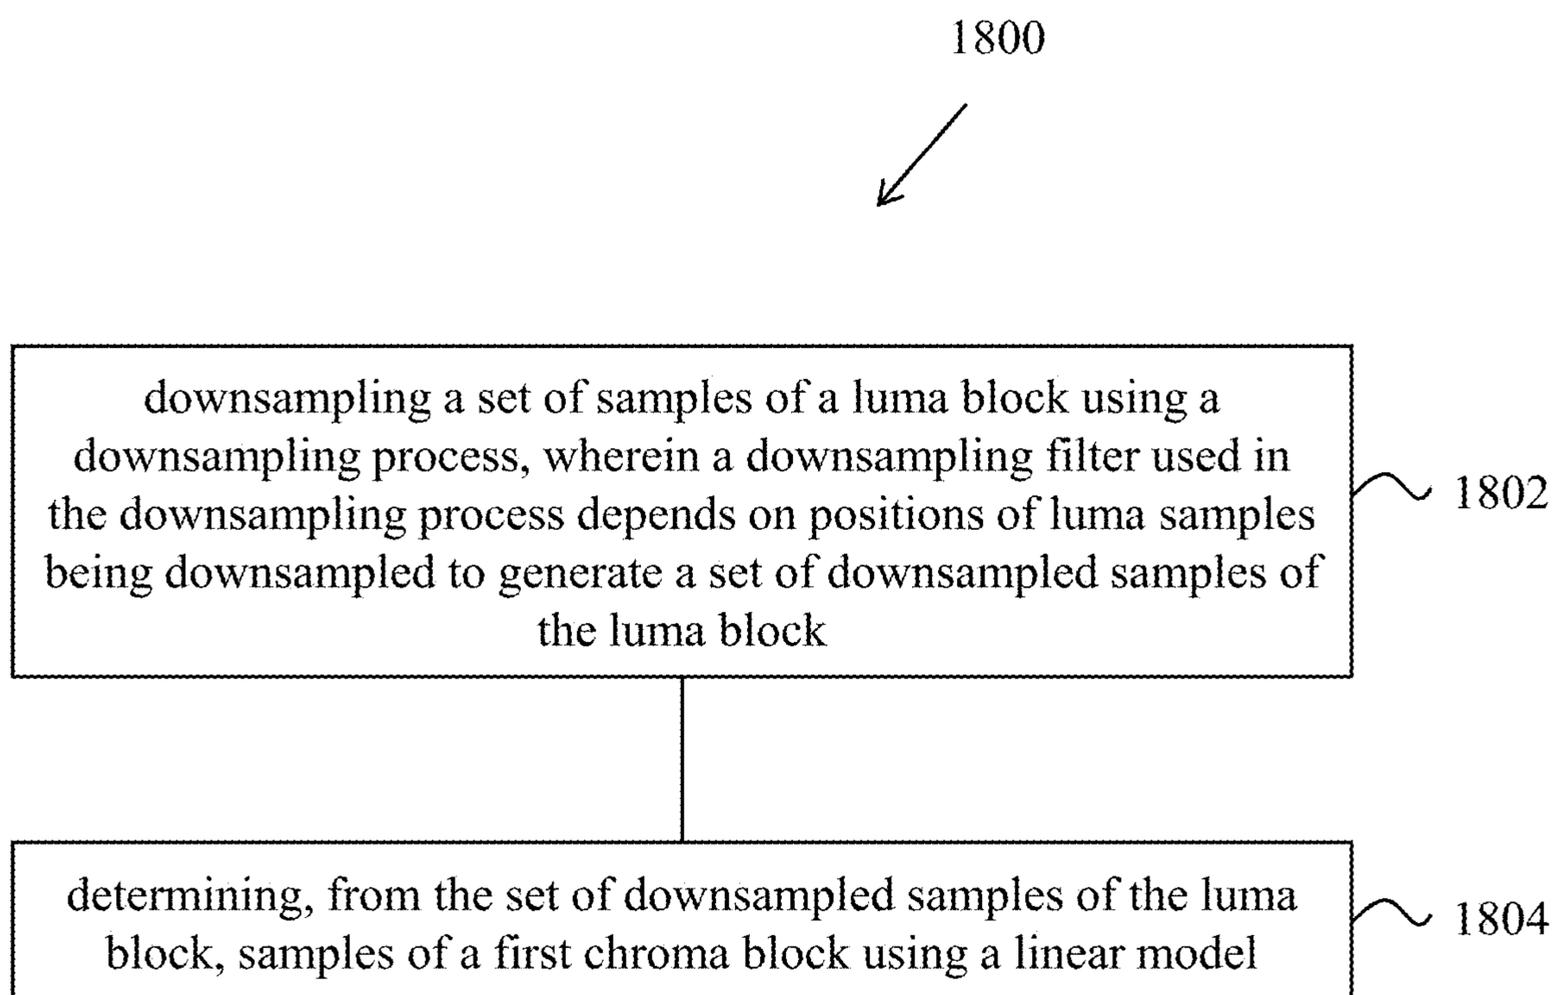 1800
downsampling a set of samples of a luma block using a
downsampling process, wherein a downsampling filter used in
the downsampling process depends on positions of luma samples
being downsampled to generate a set of downsampled samples of
the luma block
1802
determining, from the set of downsampled samples of the luma
block, samples of a first chroma block using a linear model
1804